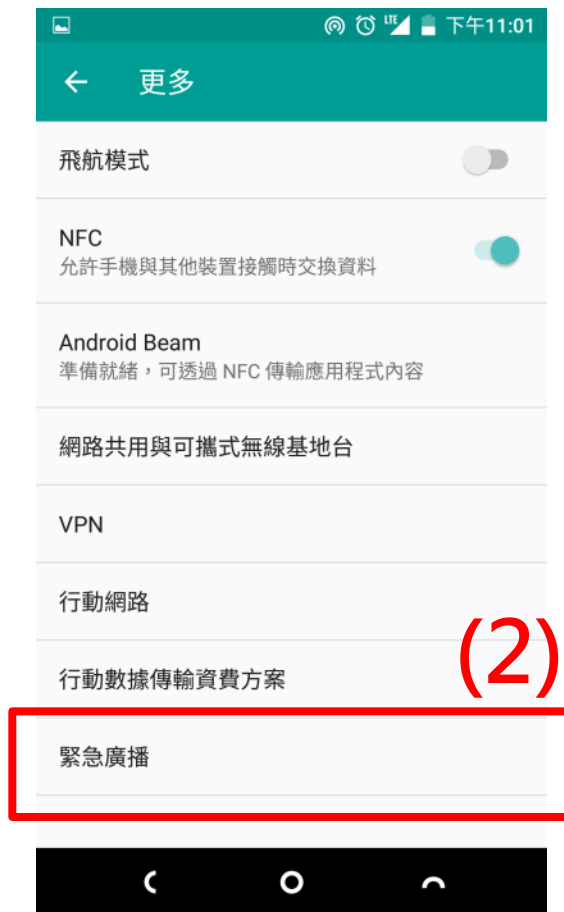 LTE 下午11:01
更多
飛航模式
NFC
允許手機與其他裝置接觸時交換資料
Android Beam
準備就緒，可透過 NFC 傳輸應用程式內容
網路共用與可攜式無線基地台
VPN
行動網路
(2)
行動數據傳輸資費方案
緊急廣播